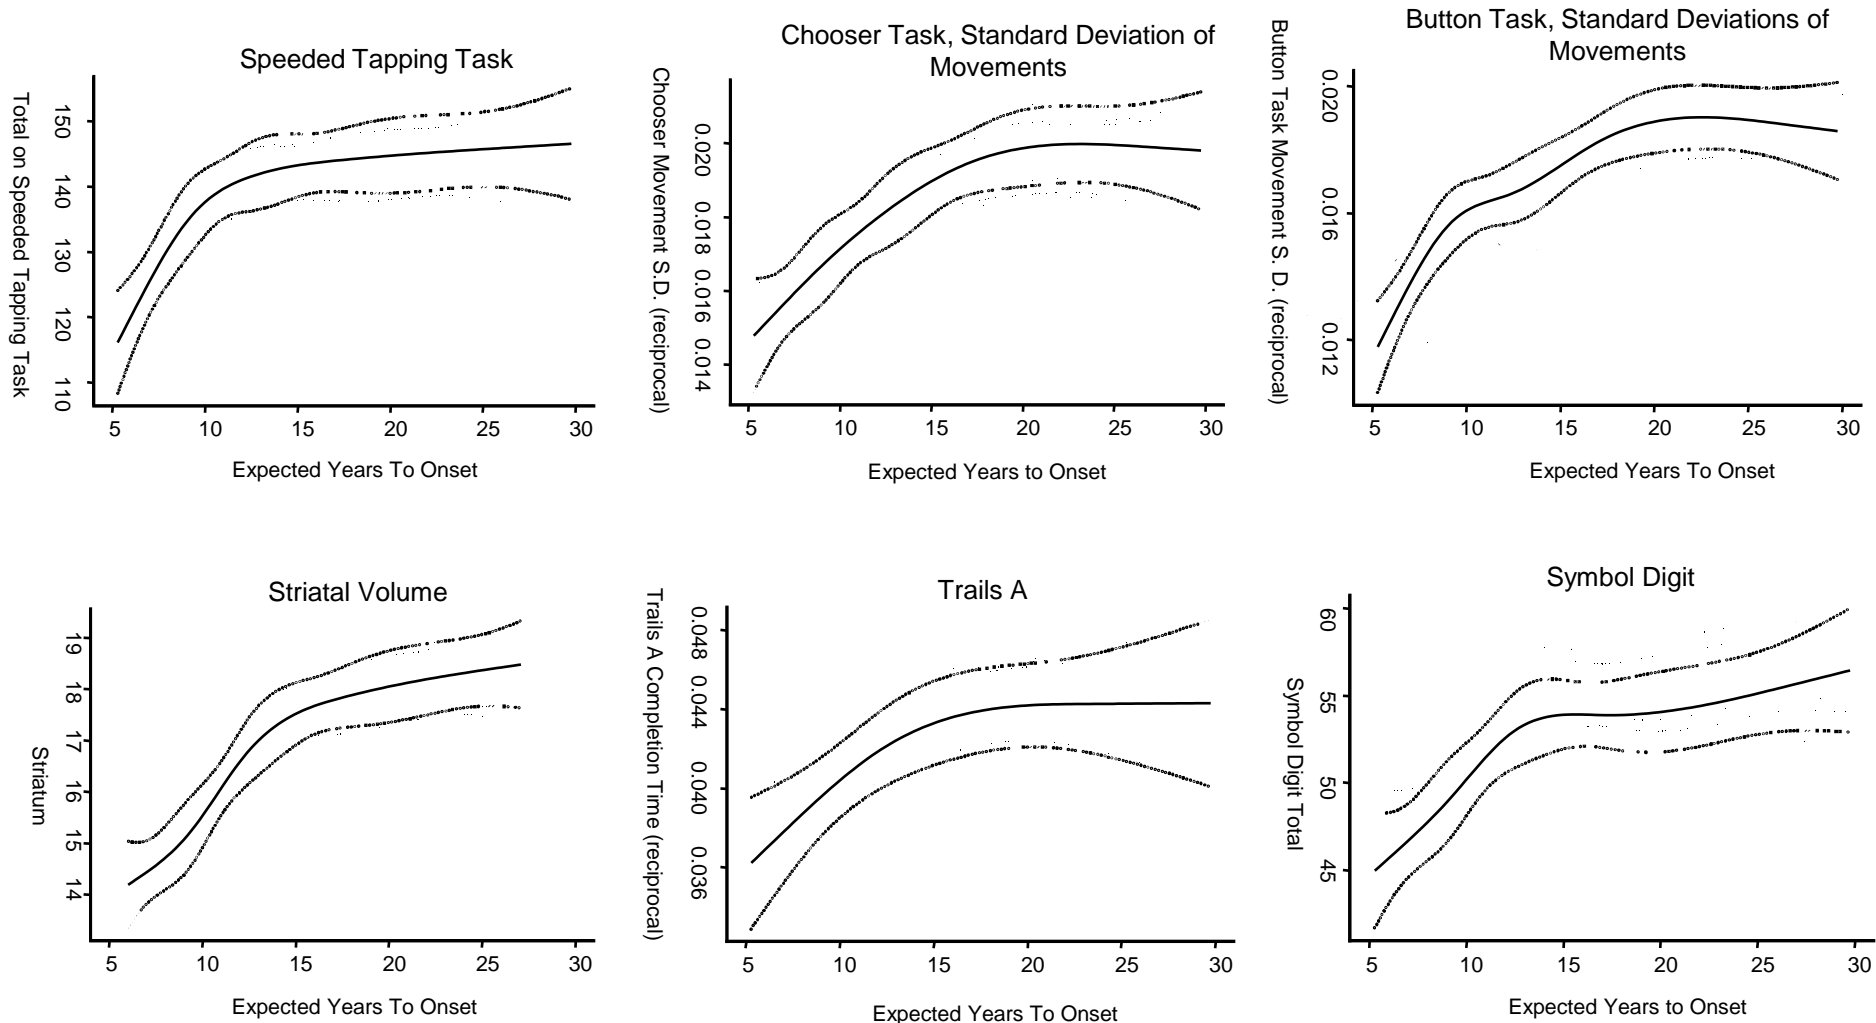 Speeded Tapping Task
Total on Speeded Tapping Task
150
140
130
120
110
5 10 15 20 25 30
Expected Years To Onset
Chooser Task, Standard Deviation of
Movements
Chooser Movement S.D. (reciprocal)
0.020
0.018
0.016
0.014
5 10 15 20 25 30
Expected Years to Onset
Button Task, Standard Deviations of
Movements
Button Task Movement S. D. (reciprocal)
0.020
0.016
0.012
5 10 15 20 25 30
Expected Years To Onset
Striatal Volume
Striatum
19
18
17
16
15
14
5 10 15 20 25 30
Expected Years To Onset
Trails A
Trails A Completion Time (reciprocal)
0.048
0.044
0.040
0.036
5 10 15 20 25 30
Expected Years To Onset
Symbol Digit
Symbol Digit Total
60
55
50
45
5 10 15 20 25 30
Expected Years to Onset